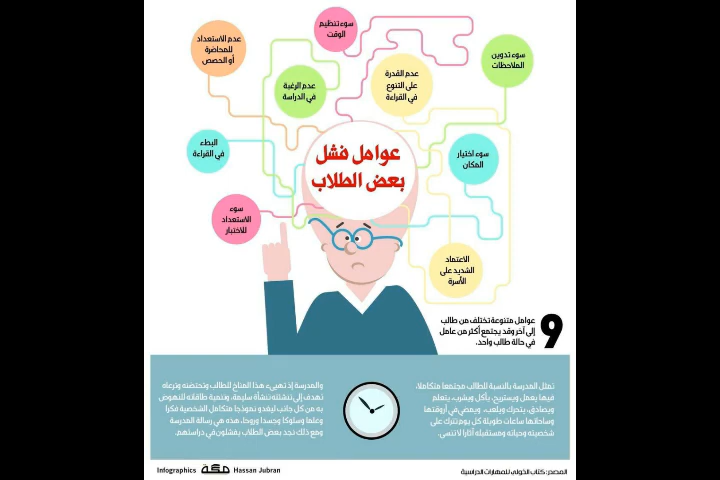 سوء تنظيم
الوقت
عدم الاستعداد
للمحاضرة
أو الحصص
سوء تدوين
الملاحظات
عدم الرغبة
في الدراسة
عدم القدرة
على التنوع
في القراءة
البطء
في القراءة
سوء اختيار
المكان
سوء
الاستعداد
للاختبار
الاعتماد
الشديد على
الأسرة
عوامل فشل
بعض الطلاب
9
عوامل متنوعة تختلف من طالب
إلى آخر وقد يجتمع أكثر من عامل
في حالة طالب واحد.
تمثل المدرسة بالنسبة للطالب مجتمعا متكاملا،
فيها يعمل ويستريح، يأكل ويشرب، يتعلم
ويصادق، يتحرك ويلعب، ويمضي في أروقتها
وساحاتها ساعات طويلة كل يوم تترك على
شخصيته وحياته ومستقبله آثارا لا تنسى.
والمدرسة إذ تهيىء هذا المناخ للطالب وتحتضنه وترعاه
تهدف إلى تنشئته نشأة سليمة، وتنمية طاقاته للنهوض
به من كل جانب ليغدو نموذجا متكامل الشخصية فكرا
وعلما وسلوكا وجسدا وروحا، هذه هي رسالة المدرسة
ومع ذلك نجد بعض الطلاب يفشلون في دراستهم.
المصدر: كتاب الخولي للمهارات الدراسية
Infographics مكة Hassan Jubran